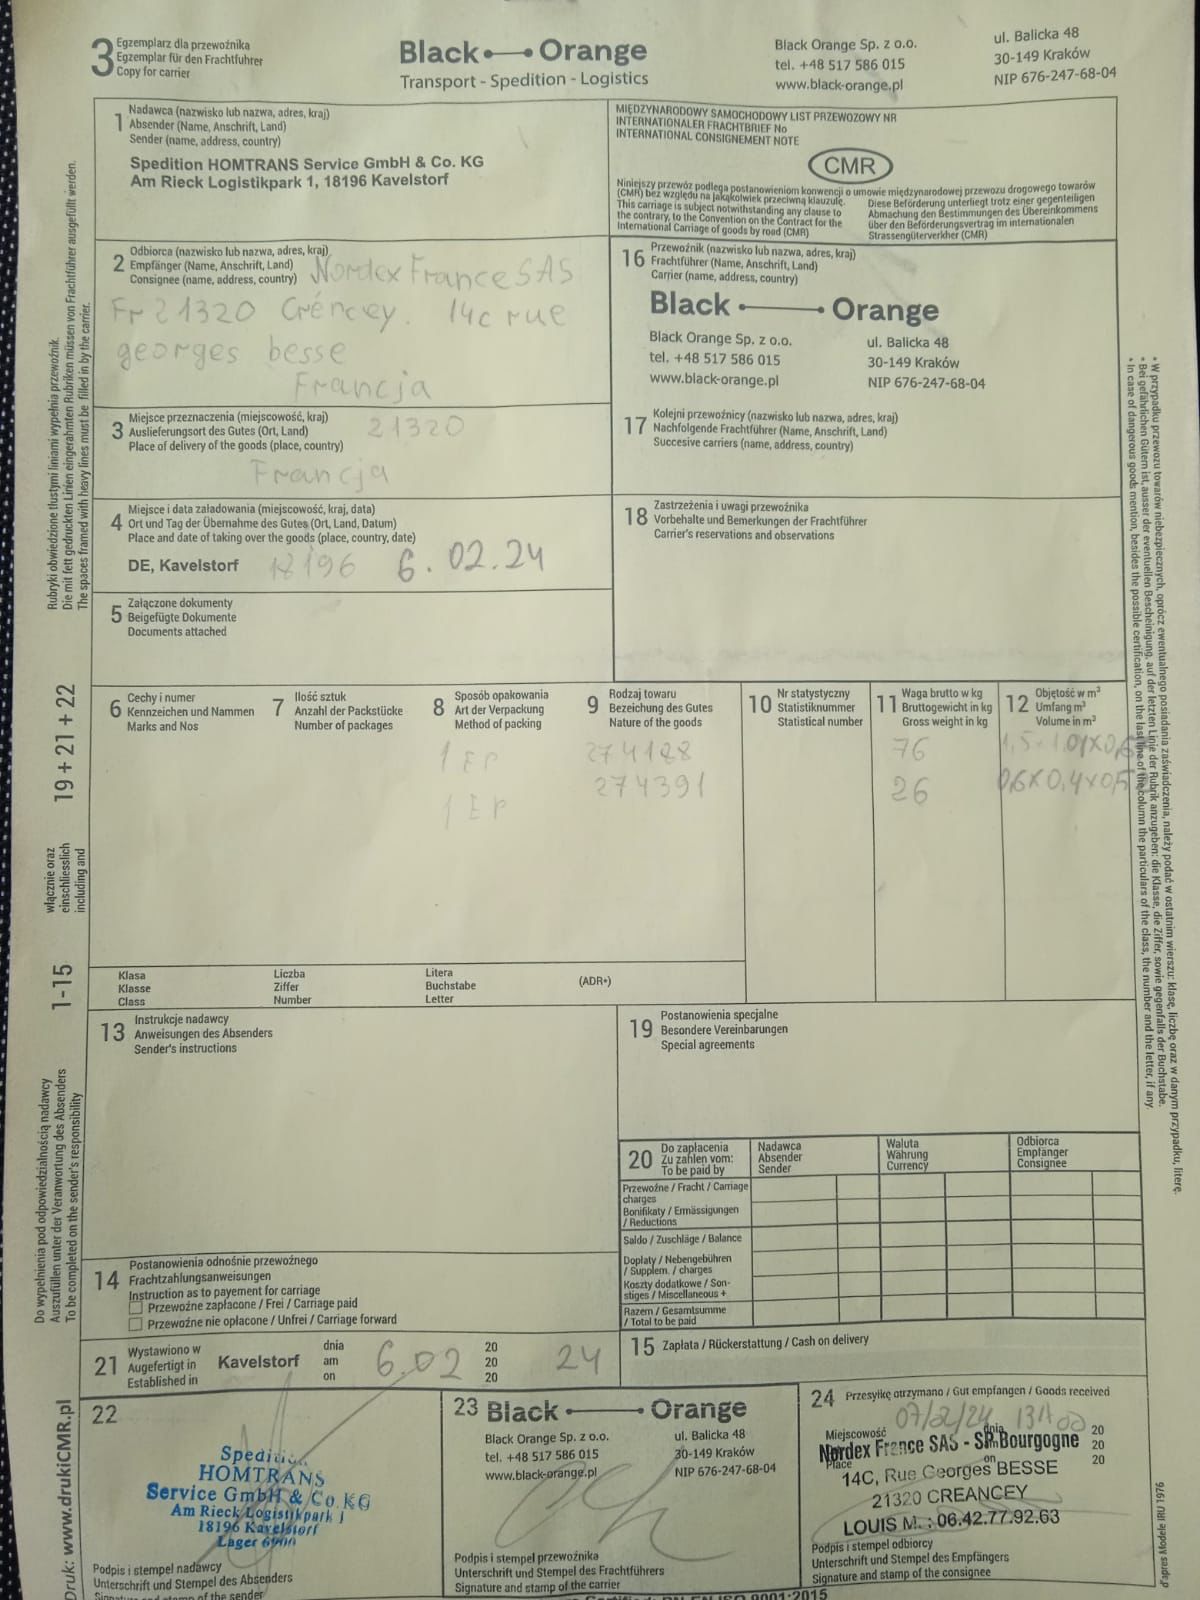 3
Egzemplarz dla przewoźnika
Egzemplar für den Frachtfuhrer
Copy for carrier
Black Orange
Transport - Spedition - Logistics
Black Orange Sp. z o.o.
tel. +48 517 586 015
www.black-orange.pl
ul. Balicka 48
30-149 Kraków
NIP 676-247-68-04
1
Nadawca (nazwisko lub nazwa, adres, kraj)
Absender (Name, Anschrift, Land)
Sender (name, address, country)
Spedition HOMTRANS Service GmbH & Co. KG
Am Rieck Logistikpark 1, 18196 Kavelstorf
MIĘDZYNARODOWY SAMOCHODOWY LIST PRZEWOZOWY NR
INTERNATIONALER FRACHTBRIEF No
INTERNATIONAL CONSIGNMENT NOTE
CMR
Niniejszy przewóz podlega postanowieniom konwencji o umowie międzynarodowej przewozu drogowego towarów
(CMR) bez względu na jakąkolwiek przeciwną klauzulę.
This carriage is subject notwithstanding any clause to
the contrary, to the Convention on the Contract for the
International Carriage of goods by road (CMR)
Diese Beförderung unterliegt trotz einer gegenteiligen
Abmachung den Bestimmungen des Übereinkommens
über den Beförderungsvertrag im internationalen
Strassengüterverkher (CMR)
2
Odbiorca (nazwisko lub nazwa, adres, kraj)
Empfänger (Name, Anschrift, Land)
Consignee (name, address, country)
Nordex France SAS
Fr 21320 Créncey. 14c rue
georges besse
Francja
16
Przewoźnik (nazwisko lub nazwa, adres, kraj)
Frachtführer (Name, Anschrift, Land)
Carrier (name, address, country)
Black Orange
Black Orange Sp. z o.o.
tel. +48 517 586 015
www.black-orange.pl
ul. Balicka 48
30-149 Kraków
NIP 676-247-68-04
3
Miejsce przeznaczenia (miejscowość, kraj)
Auslieferungsort des Gutes (Ort, Land)
Place of delivery of the goods (place, country)
21320
Francja
17
Kolejni przewoźnicy (nazwisko lub nazwa, adres, kraj)
Nachfolgende Frachtführer (Name, Anschrift, Land)
Succesive carriers (name, address, country)
4
Miejsce i data załadowania (miejscowość, kraj, data)
Ort und Tag der Übernahme des Gutes (Ort, Land, Datum)
Place and date of taking over the goods (place, country, date)
DE, Kavelstorf 18196 6.02.24
18
Zastrzeżenia i uwagi przewoźnika
Vorbehalte und Bemerkungen der Frachtführer
Carrier's reservations and observations
5
Załączone dokumenty
Beigefügte Dokumente
Documents attached
6
Cechy i numer
Kennzeichen und Nammen
Marks and Nos
7
Ilość sztuk
Anzahl der Packstücke
Number of packages
8
Sposób opakowania
Art der Verpackung
Method of packing
9
Rodzaj towaru
Bezeichung des Gutes
Nature of the goods
10
Nr statystyczny
Statistiknummer
Statistical number
11
Waga brutto w kg
Bruttogewicht in kg
Gross weight in kg
12
Objętość w m³
Umfang m³
Volume in m³
1 EP 274188 76
1 EP 274391 26 0,6x0,4x0,5
Klasa
Klasse
Class
Liczba
Ziffer
Number
Litera
Buchstabe
Letter
(ADR*)
13
Instrukcje nadawcy
Anweisungen des Absenders
Sender's instructions
19
Postanowienia specjalne
Besondere Vereinbarungen
Special agreements
20
Do zapłacenia
Zu zahlen vom:
To be paid by
Nadawca
Absender
Sender
Waluta
Währung
Currency
Odbiorca
Empfänger
Consignee
Przewoźne / Fracht / Carriage
charges
Bonifikaty / Ermässigungen
/ Reductions
Saldo / Zuschläge / Balance
Dopłaty / Nebengebühren
/ Supplem. / charges
Koszty dodatkowe / Son-
stiges / Miscellaneous +
Razem / Gesamtsumme
/ Total to be paid
14
Postanowienia odnośnie przewoźnego
Frachtzahlungsanweisungen
Instruction as to payment for carriage
Przewoźne zapłacone / Frei / Carriage paid
Przewoźne nie opłacone / Unfrei / Carriage forward
15 Zapłata / Rückerstattung / Cash on delivery
21
Wystawiono w
Augefertigt in
Established in
Kavelstorf
dnia
am
on
6.02
20
20
20
24
22
Spedition
HOMTRANS
Service GmbH & Co. KG
Am Rieck Logistikpark 1
18196 Kavelstorf
Lager 6900
Podpis i stempel nadawcy
Unterschrift und Stempel des Absenders
Signature and stamp of the sender
23
Black Orange
Black Orange Sp. z o.o.
tel. +48 517 586 015
www.black-orange.pl
ul. Balicka 48
30-149 Kraków
NIP 676-247-68-04
Podpis i stempel przewoźnika
Unterschrift und Stempel des Frachtführers
Signature and stamp of the carrier
24 Przesyłkę otrzymano / Gut empfangen / Goods received
07/02/24 13h00
Miejscowość
dnia
Place
on
20
20
20
Nordex France SAS - SP Bourgogne
14C, Rue Georges BESSE
21320 CREANCEY
LOUIS M. : 06.42.77.92.63
Podpis i stempel odbiorcy
Unterschrift und Stempel des Empfängers
Signature and stamp of the consignee
Rubryki obwiedzione tłustymi liniami wypełnia przewoźnik.
Die mit fett gedruckten Linien eingerahmten Rubriken müssen von Frachtführer ausgefüllt werden.
The spaces framed with heavy lines must be filled in by the carrier.
19 + 21 + 22
włącznie oraz
einschliesslich
including and
1-15
Do wypełnienia pod odpowiedzialnością nadawcy
Auszufüllen unter der Veranwortung des Absenders
To be completed on the sender's responsibility
Druk: www.drukiCMR.pl
* W przypadku przewozu towarów niebezpiecznych, oprócz ewentualnego posiadania zaświadczenia, należy podać w ostatnim wierszu: klasę, liczbę oraz w danym przypadku, literę.
* Bei gefährlichen Gütern ist, ausser der eventuellen Bescheinigung, auf der letzten Linie der Rubrik anzugeben: die Klasse, die Ziffer, sowie gegenfalls der Buchstabe.
* In case of dangerous goods mention, besides the possible certification, on the last line of the column the particulars of the class, the number and the letter, if any.
d'apres Modele IRU 1976
9001:2015